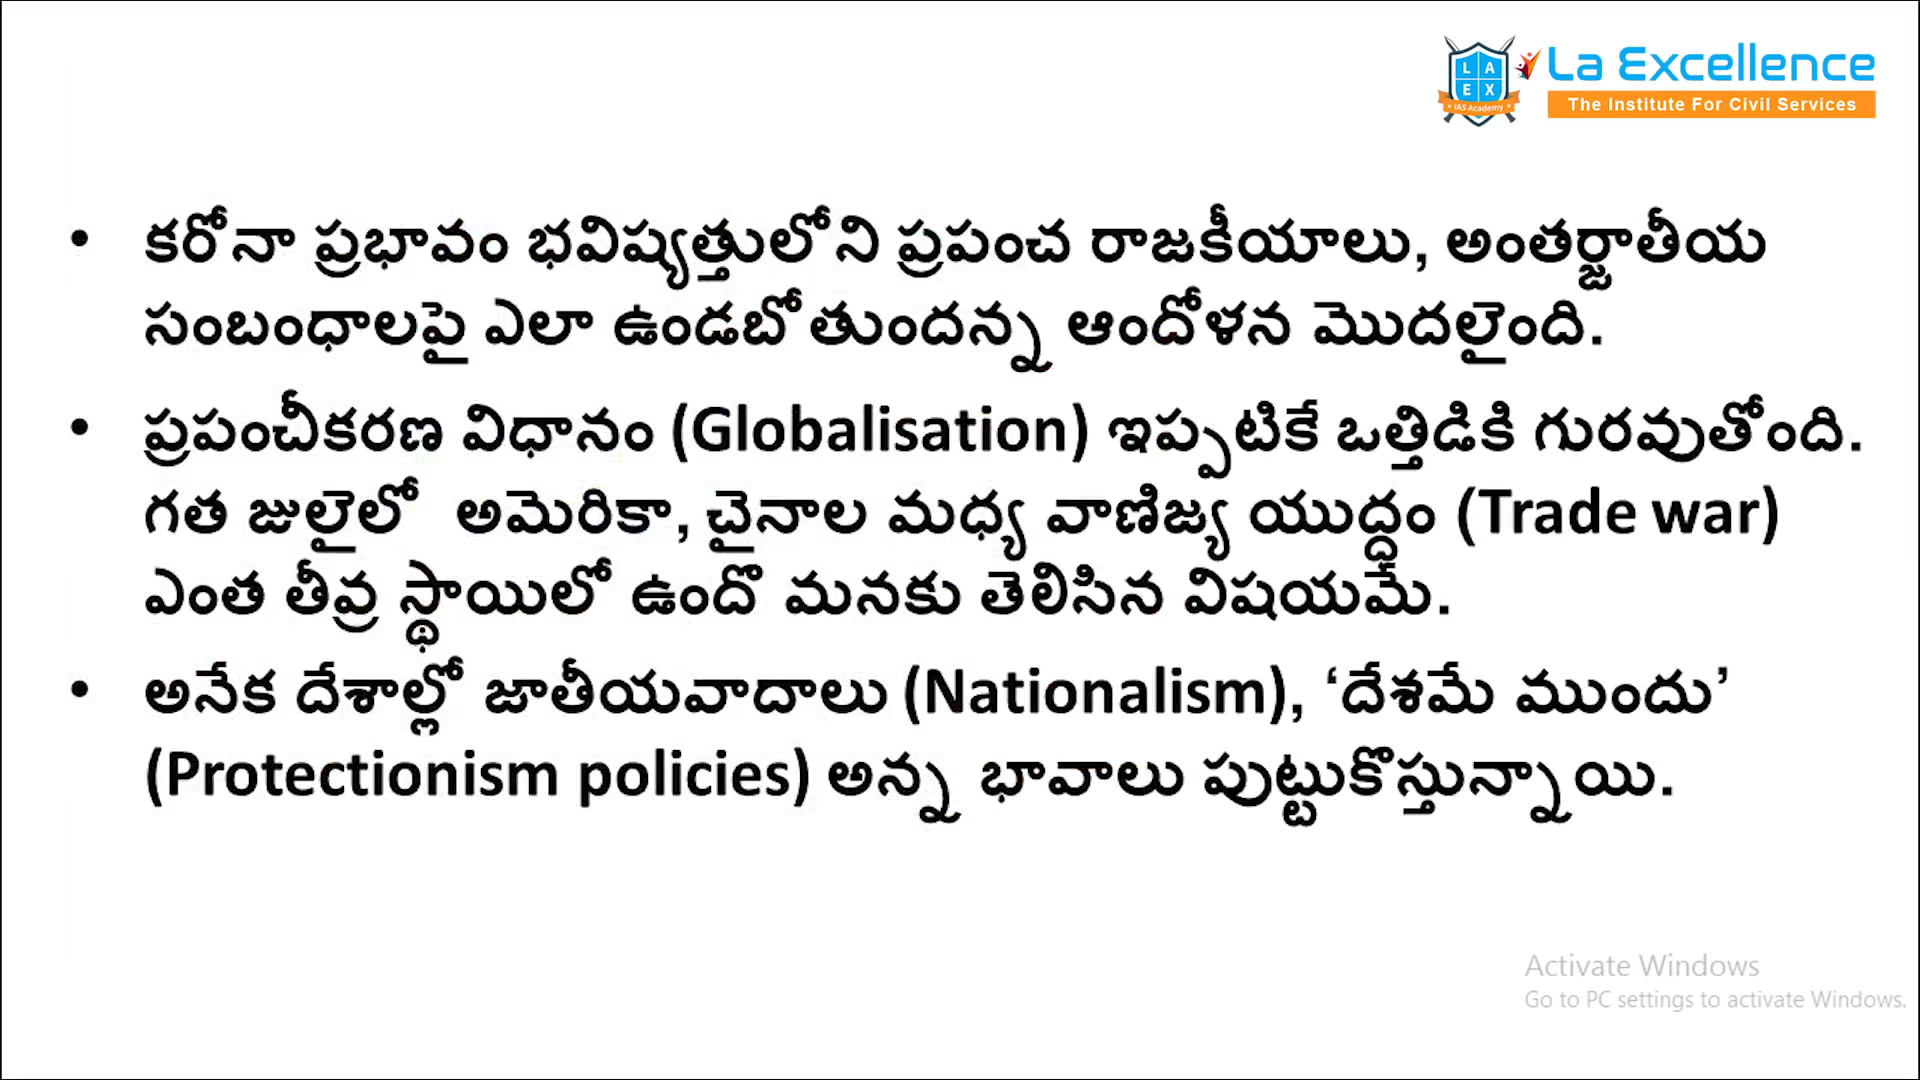 LA
EX
IAS Academy
La Excellence
The Institute For Civil Services
• కరోనా ప్రభావం భవిష్యత్తులోని ప్రపంచ రాజకీయాలు, అంతర్జాతీయ
సంబంధాలపై ఎలా ఉండబోతుందన్న ఆందోళన మొదలైంది.
• ప్రపంచీకరణ విధానం (Globalisation) ఇప్పటికే ఒత్తిడికి గురవుతోంది.
గత జులైలో అమెరికా, చైనాల మధ్య వాణిజ్య యుద్ధం (Trade war)
ఎంత తీవ్ర స్థాయిలో ఉందొ మనకు తెలిసిన విషయమే.
• అనేక దేశాల్లో జాతీయవాదాలు (Nationalism), ‘దేశమే ముందు’
(Protectionism policies) అన్న భావాలు పుట్టుకొస్తున్నాయి.
Activate Windows
Go to PC settings to activate Windows.